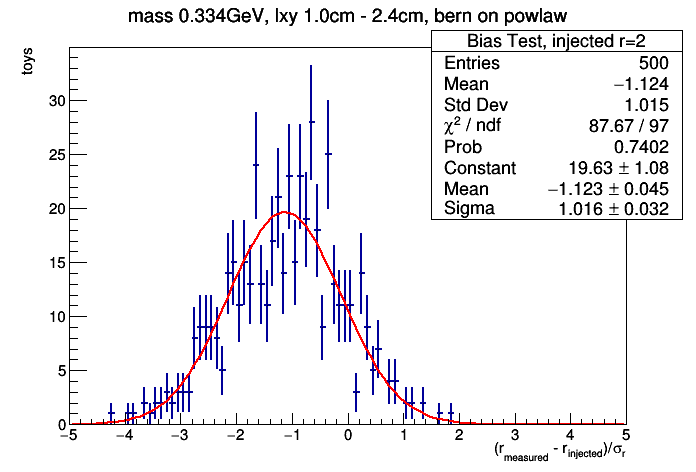 mass 0.334GeV, lxy 1.0cm - 2.4cm, bern on powlaw
Bias Test, injected r=2
Entries 500
Mean −1.124
Std Dev 1.015
χ² / ndf 87.67 / 97
Prob 0.7402
Constant 19.63 ± 1.08
Mean −1.123 ± 0.045
Sigma 1.016 ± 0.032
toys
30
25
20
15
10
5
0
−5 −4 −3 −2 −1 0 1 2 3 4 5
(r_measured - r_injected)/σ_r